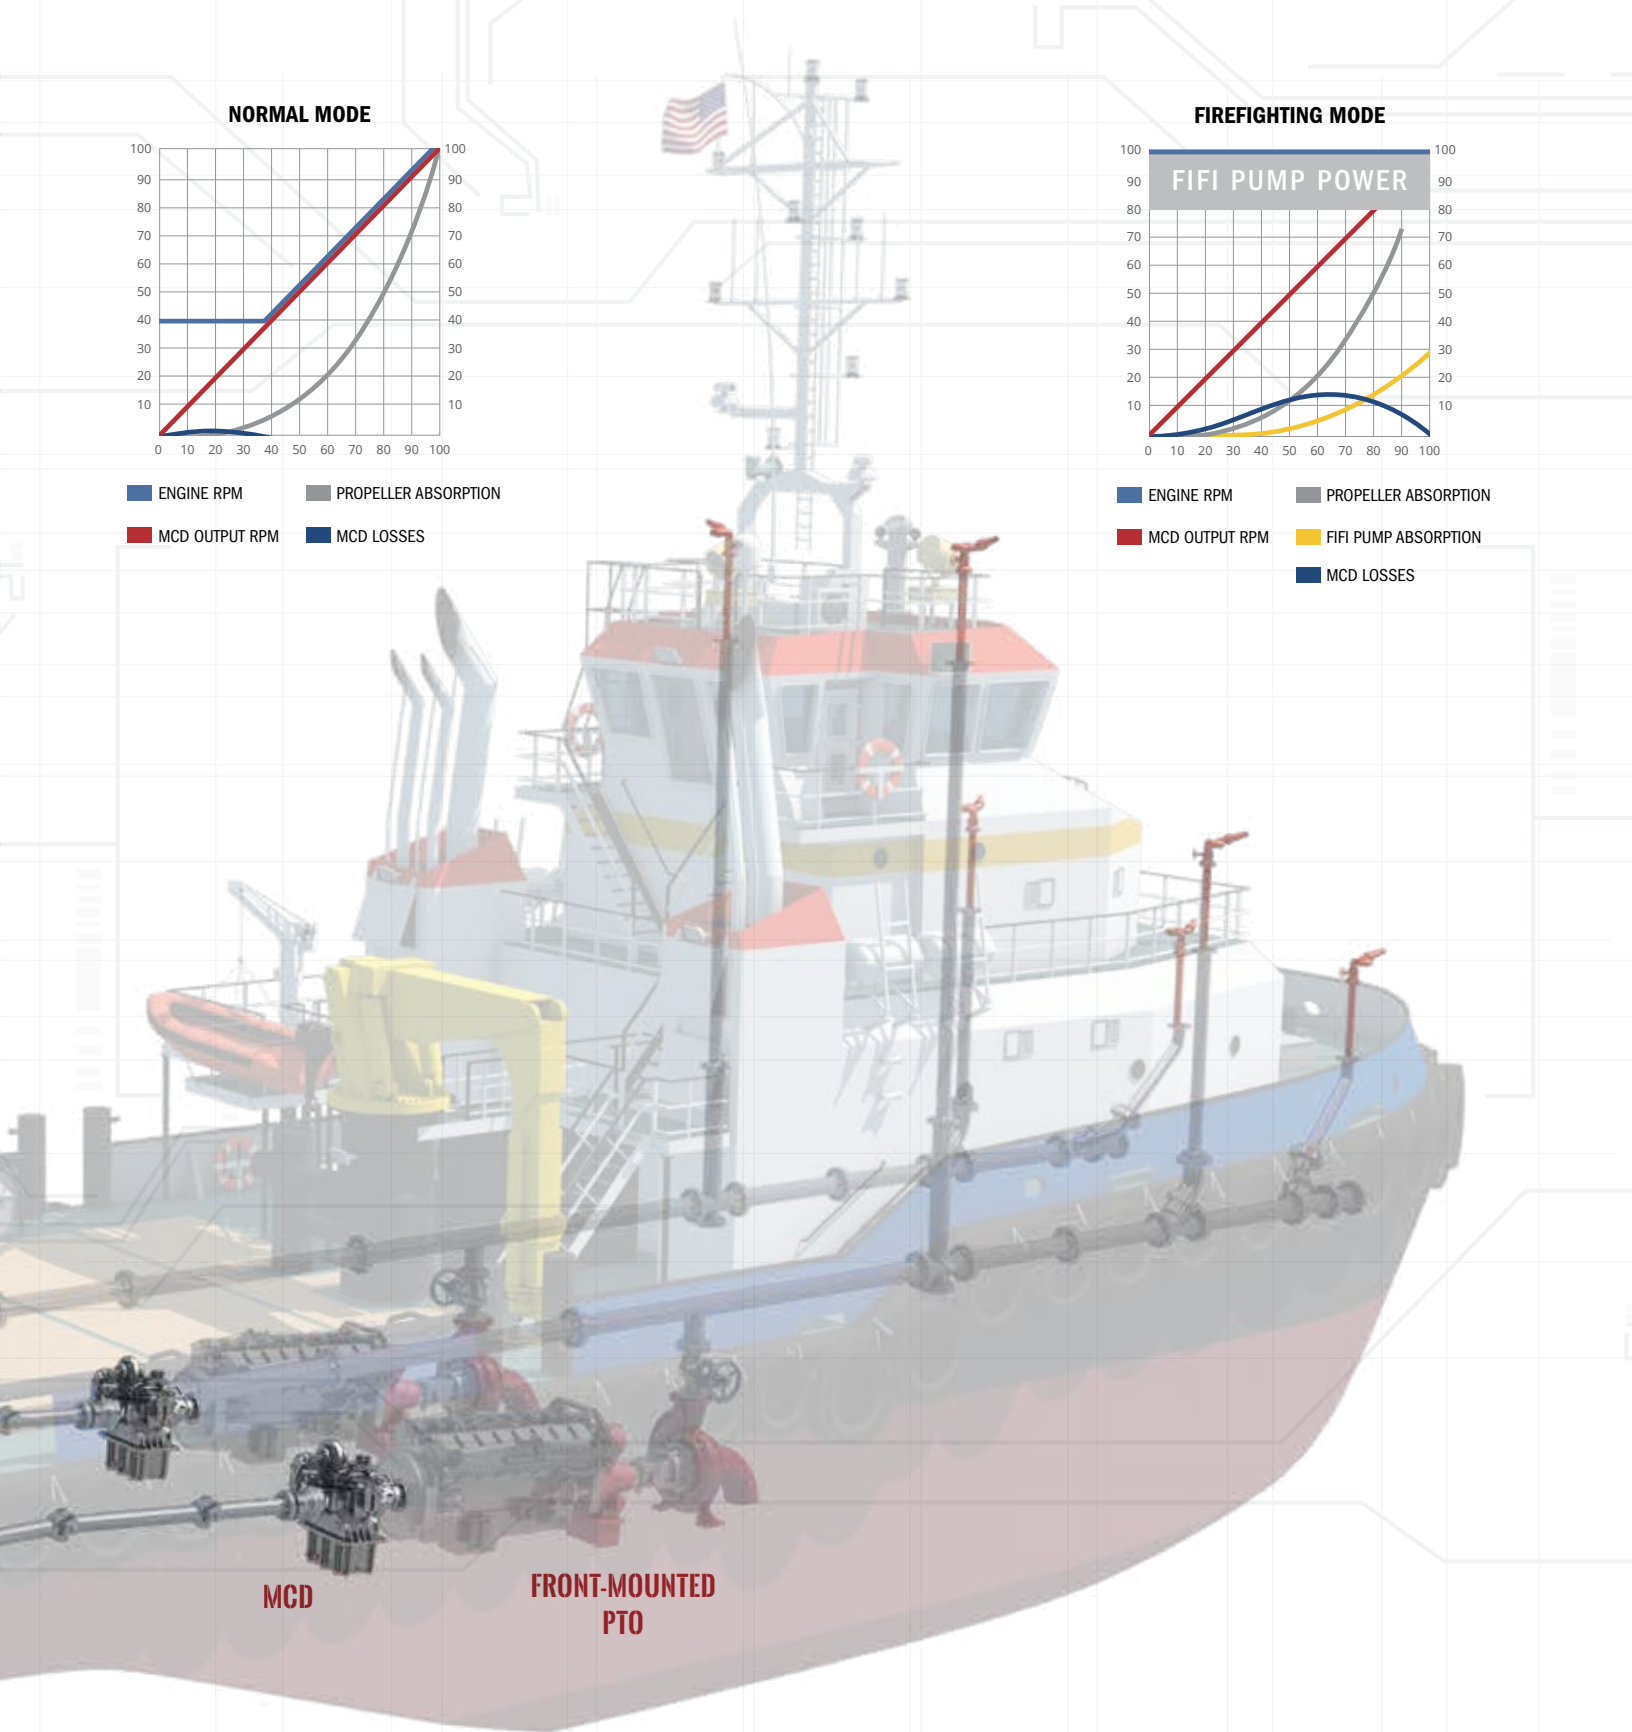 NORMAL MODE
100 100
90 90
80 80
70 70
60 60
50 50
40 40
30 30
20 20
10 10
0 10 20 30 40 50 60 70 80 90 100
ENGINE RPM PROPELLER ABSORPTION
MCD OUTPUT RPM MCD LOSSES
FIREFIGHTING MODE
100 100
90 FIFI PUMP POWER 90
80 80
70 70
60 60
50 50
40 40
30 30
20 20
10 10
0 10 20 30 40 50 60 70 80 90 100
ENGINE RPM PROPELLER ABSORPTION
MCD OUTPUT RPM FIFI PUMP ABSORPTION
MCD LOSSES
MCD
FRONT-MOUNTED
PTO